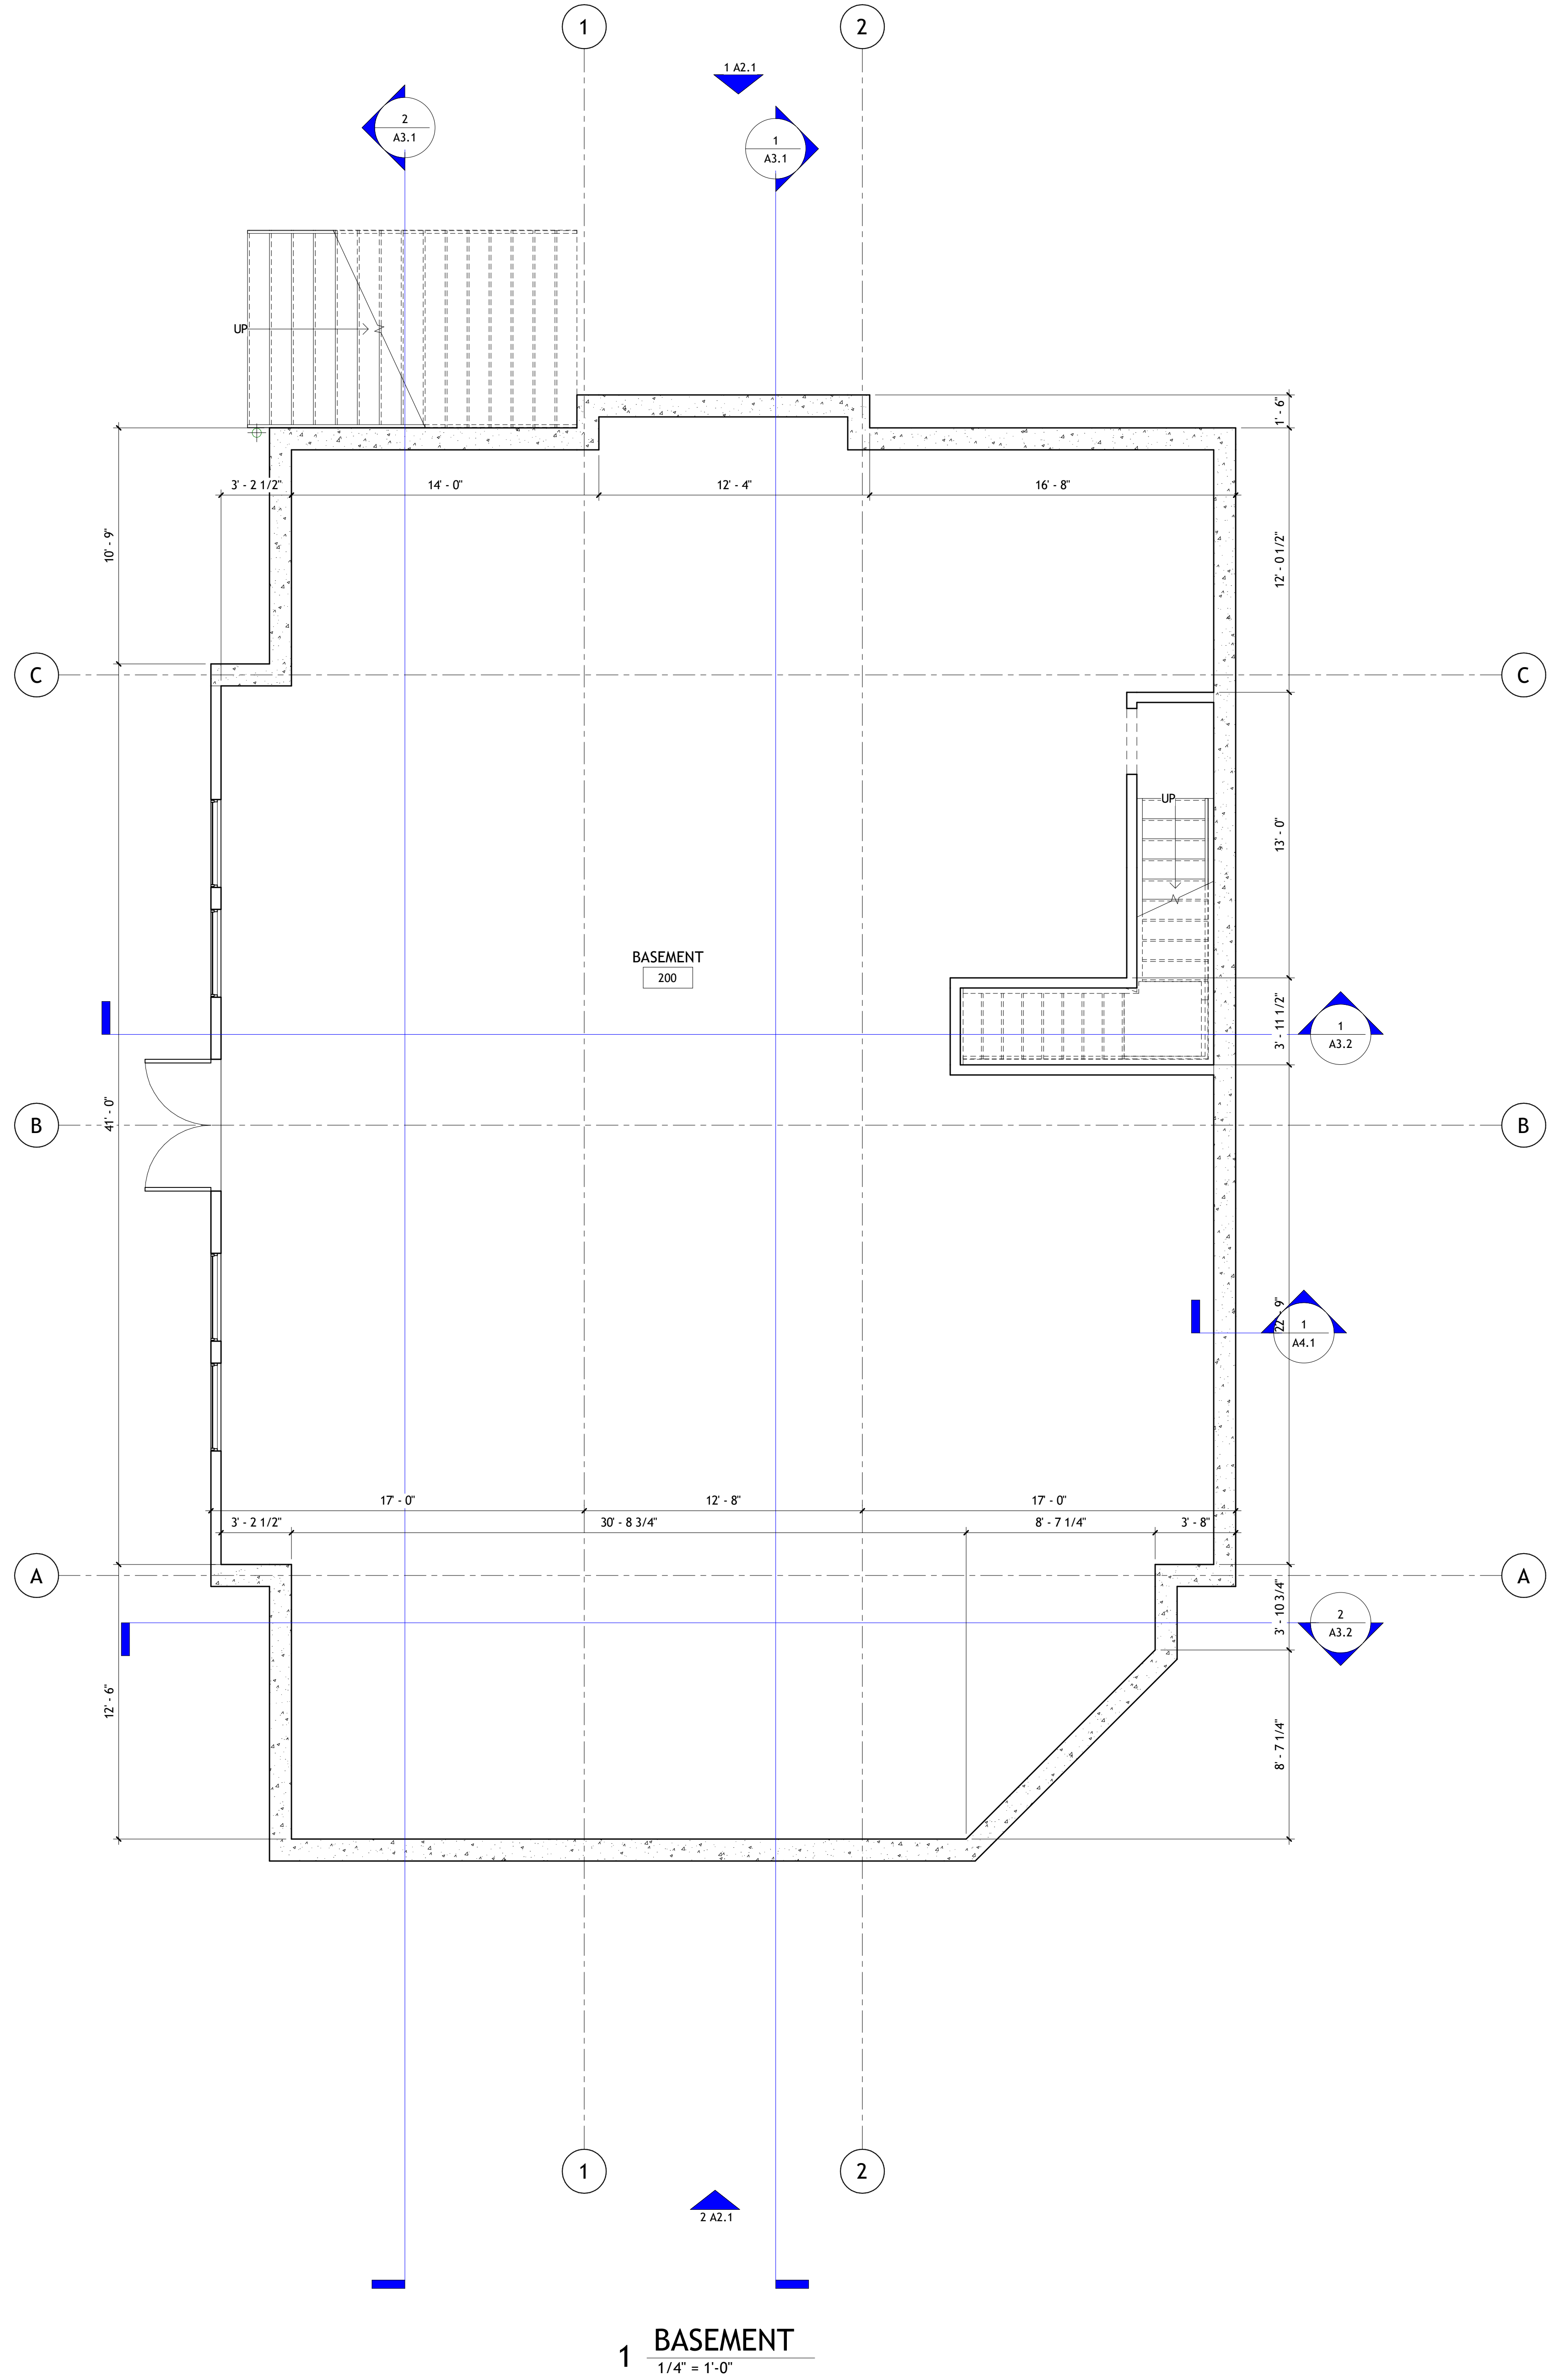 1
2
1 A2.1
2
A3.1
1
A3.1
UP
1' - 6"
3' - 2 1/2"
14' - 0"
12' - 4"
16' - 8"
10' - 9"
12' - 0 1/2"
C
C
UP
13' - 0"
BASEMENT
200
3' - 11 1/2"
1
A3.2
41' - 0"
B
B
22' - 9"
1
A4.1
17' - 0"
12' - 8"
17' - 0"
3' - 2 1/2"
30' - 8 3/4"
8' - 7 1/4"
3' - 8"
A
A
3' - 10 3/4"
2
A3.2
12' - 6"
8' - 7 1/4"
1
2
2 A2.1
1
BASEMENT
1/4" = 1'-0"